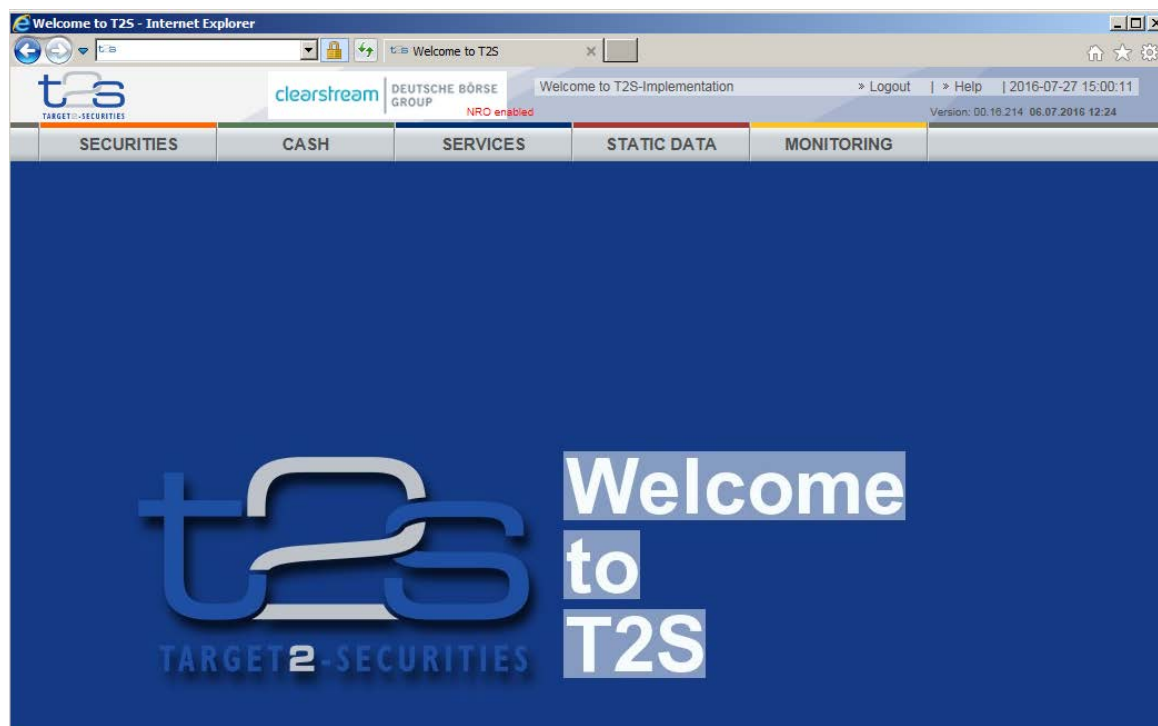 Welcome to T2S - Internet Explorer
t2s
t2s Welcome to T2S
t2s
TARGET2-SECURITIES
clearstream
DEUTSCHE BÖRSE
GROUP
NRO enabled
Welcome to T2S-Implementation
» Logout | » Help | 2016-07-27 15:00:11
Version: 00.16.214 06.07.2016 12:24
SECURITIES CASH SERVICES STATIC DATA MONITORING
t2s
TARGET2-SECURITIES
Welcome
to
T2S